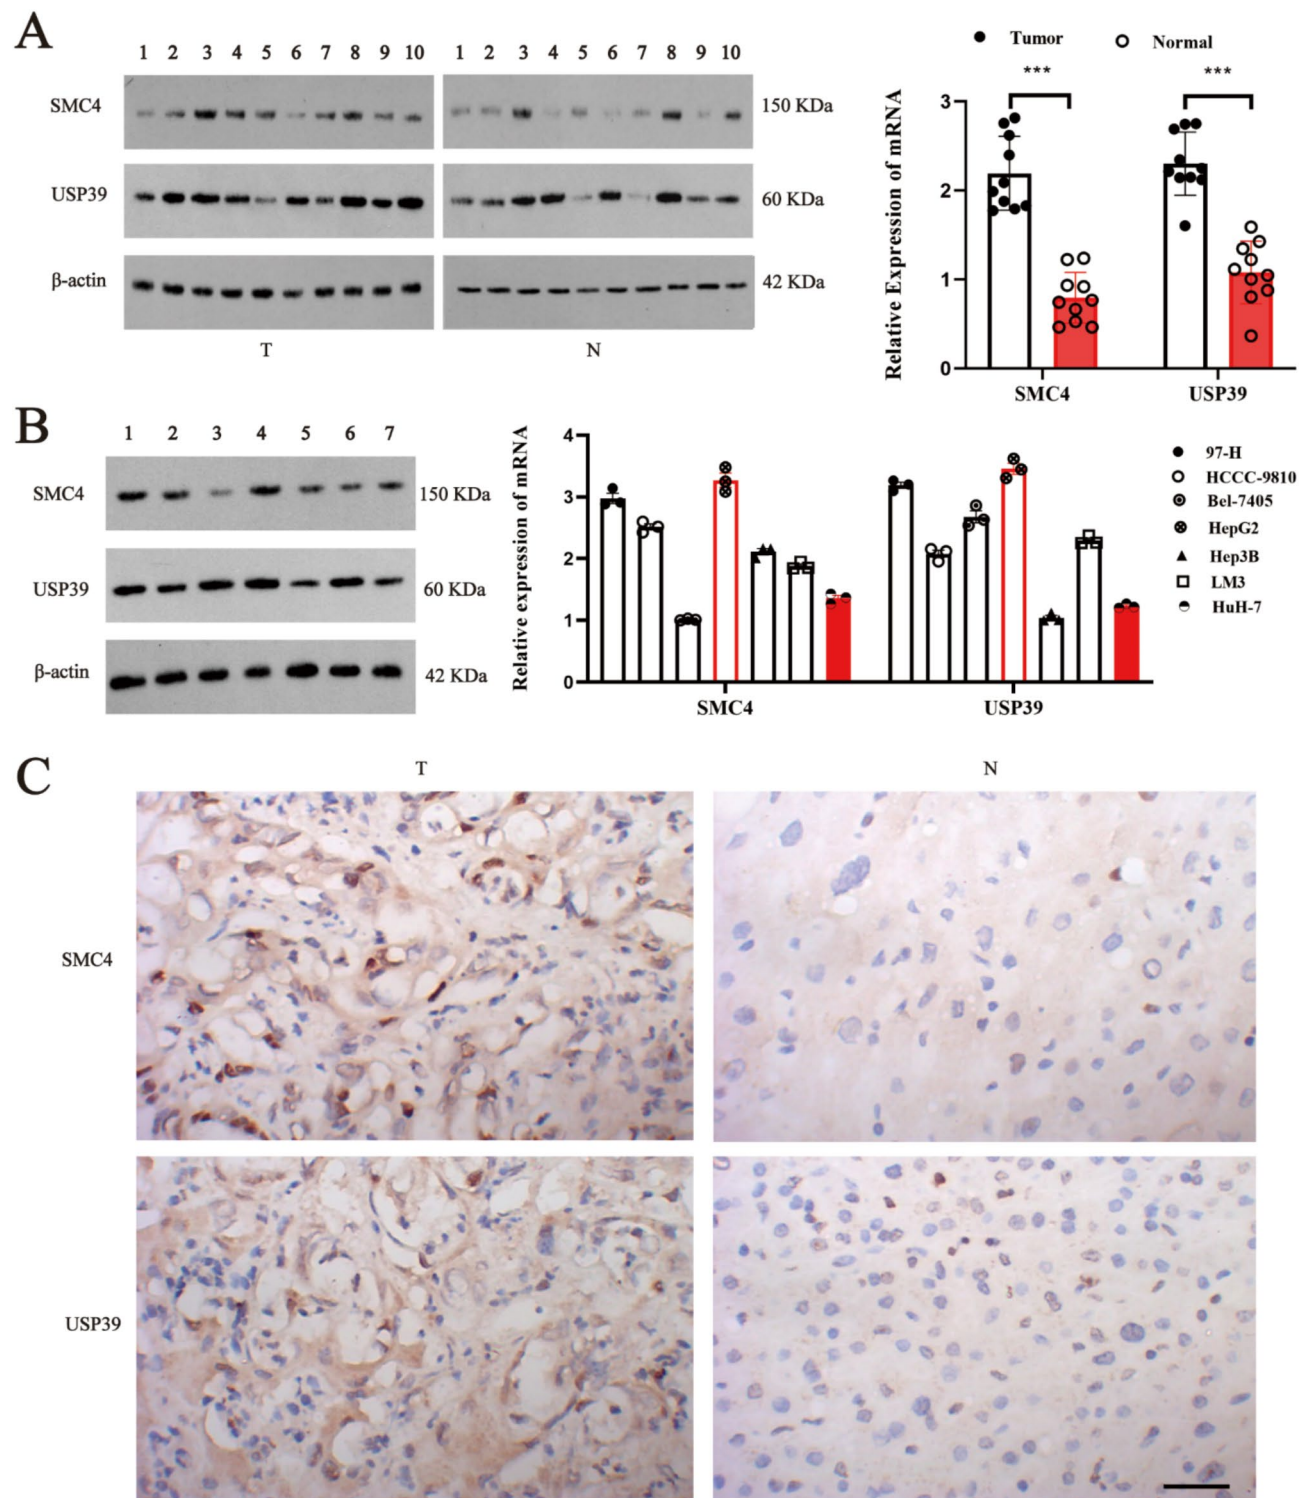 A
1 2 3 4 5 6 7 8 9 10
1 2 3 4 5 6 7 8 9 10
SMC4
150 KDa
USP39
60 KDa
β-actin
42 KDa
T
N
Tumor
Normal
***
***
Relative Expression of mRNA
3
2
1
0
SMC4
USP39
B
1 2 3 4 5 6 7
SMC4
150 KDa
USP39
60 KDa
β-actin
42 KDa
Relative expression of mRNA
4
3
2
1
0
SMC4
USP39
97-H
HCCC-9810
Bel-7405
HepG2
Hep3B
LM3
HuH-7
C
T
N
SMC4
USP39